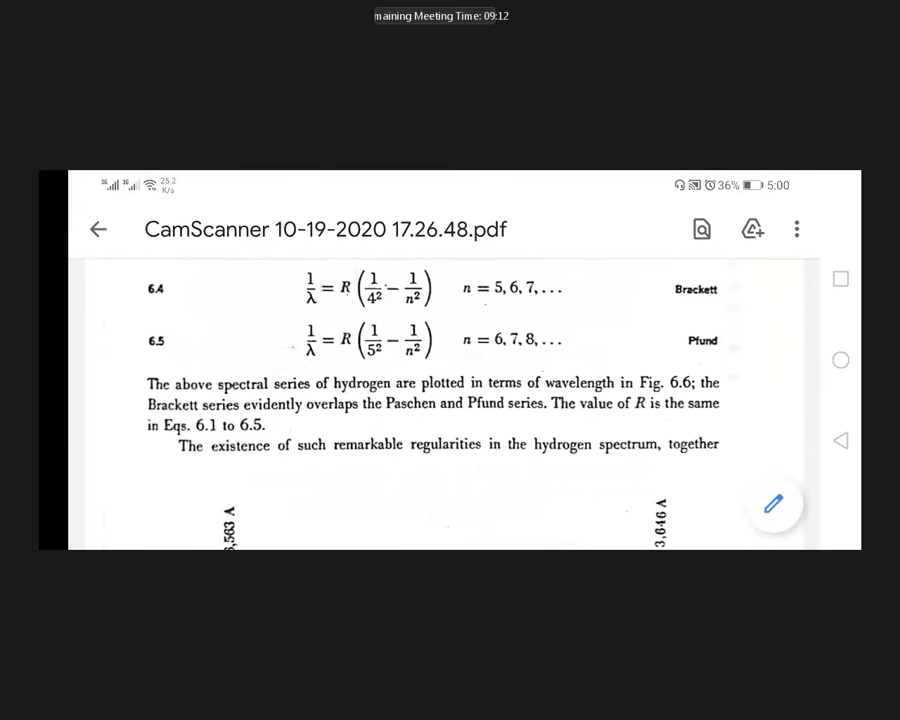 maining Meeting Time: 09:12
3G 3G 25.2 K/s 36% 5:00
CamScanner 10-19-2020 17.26.48.pdf
6.4 1/λ = R (1/4² − 1/n²) n = 5, 6, 7, . . . Brackett
6.5 1/λ = R (1/5² − 1/n²) n = 6, 7, 8, . . . Pfund
The above spectral series of hydrogen are plotted in terms of wavelength in Fig. 6.6; the
Brackett series evidently overlaps the Paschen and Pfund series. The value of R is the same
in Eqs. 6.1 to 6.5.
The existence of such remarkable regularities in the hydrogen spectrum, together
,563 A
3,646 A